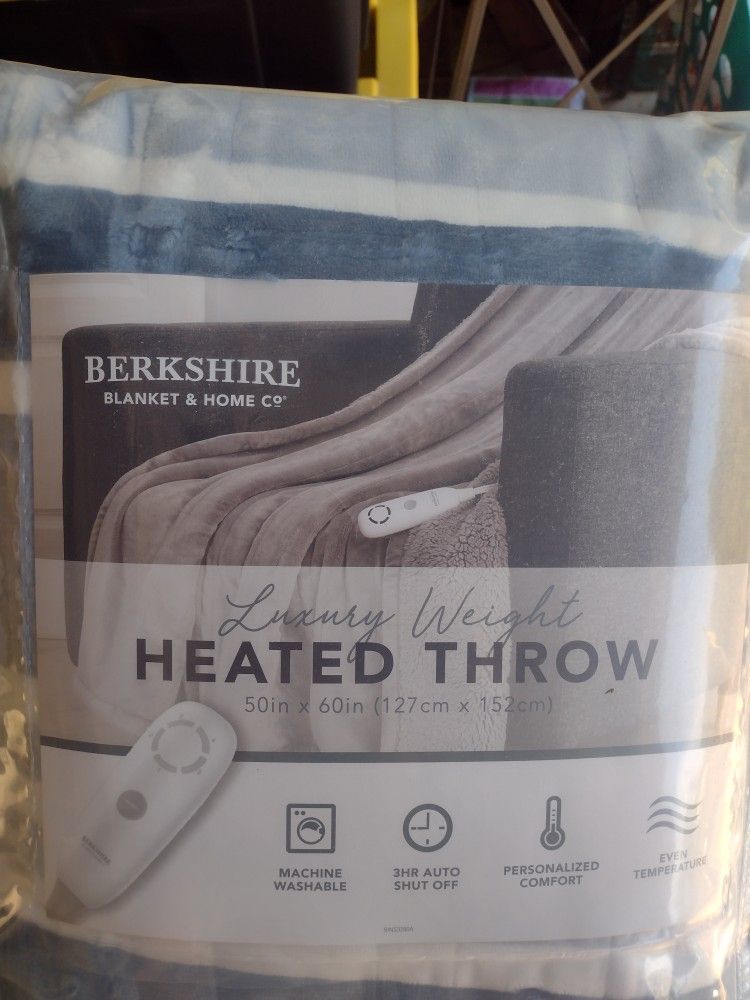 BERKSHIRE
BLANKET & HOME Cº®
Luxury Weight
HEATED THROW
50in x 60in (127cm x 152cm)
MACHINE
WASHABLE
3HR AUTO
SHUT OFF
PERSONALIZED
COMFORT
EVEN
TEMPERATURE
BERKSHIRE